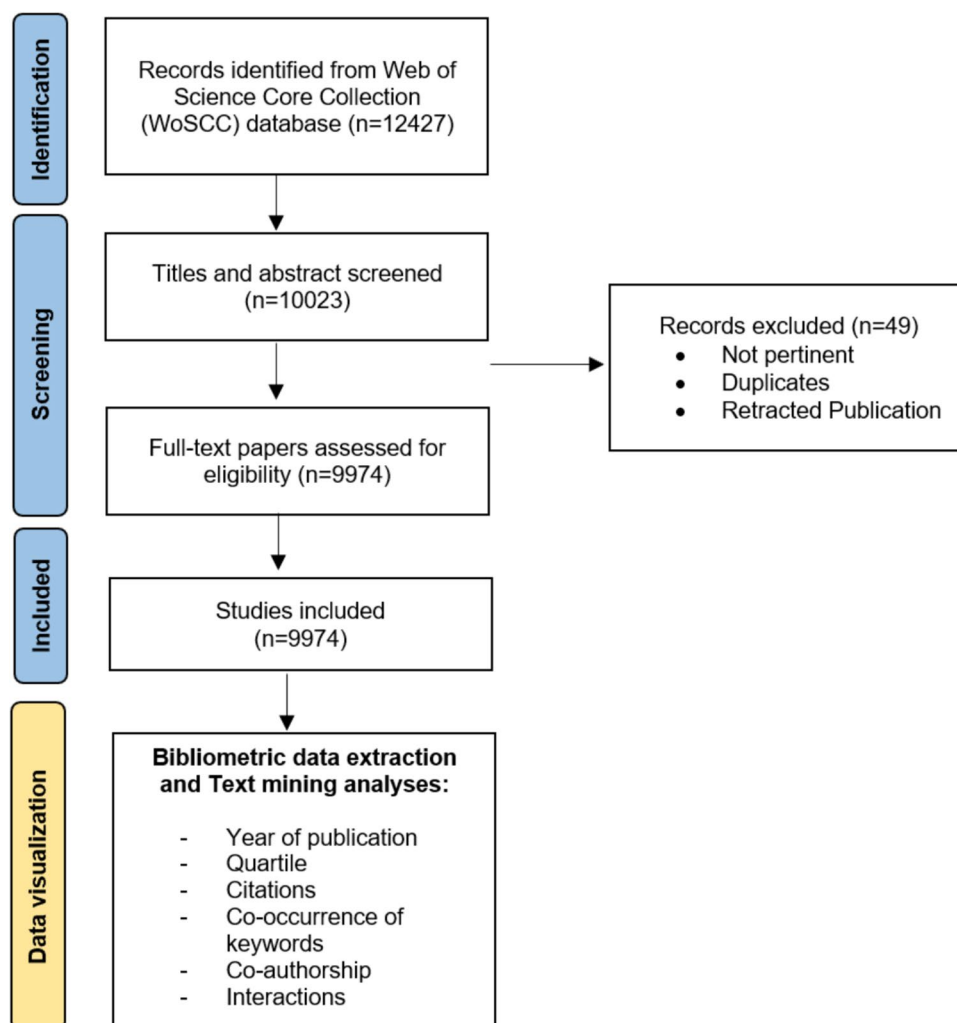 Identification
Records identified from Web of
Science Core Collection
(WoSCC) database (n=12427)
Screening
Titles and abstract screened
(n=10023)
Records excluded (n=49)
• Not pertinent
• Duplicates
• Retracted Publication
Full-text papers assessed for
eligibility (n=9974)
Included
Studies included
(n=9974)
Data visualization
Bibliometric data extraction
and Text mining analyses:
- Year of publication
- Quartile
- Citations
- Co-occurrence of
keywords
- Co-authorship
- Interactions